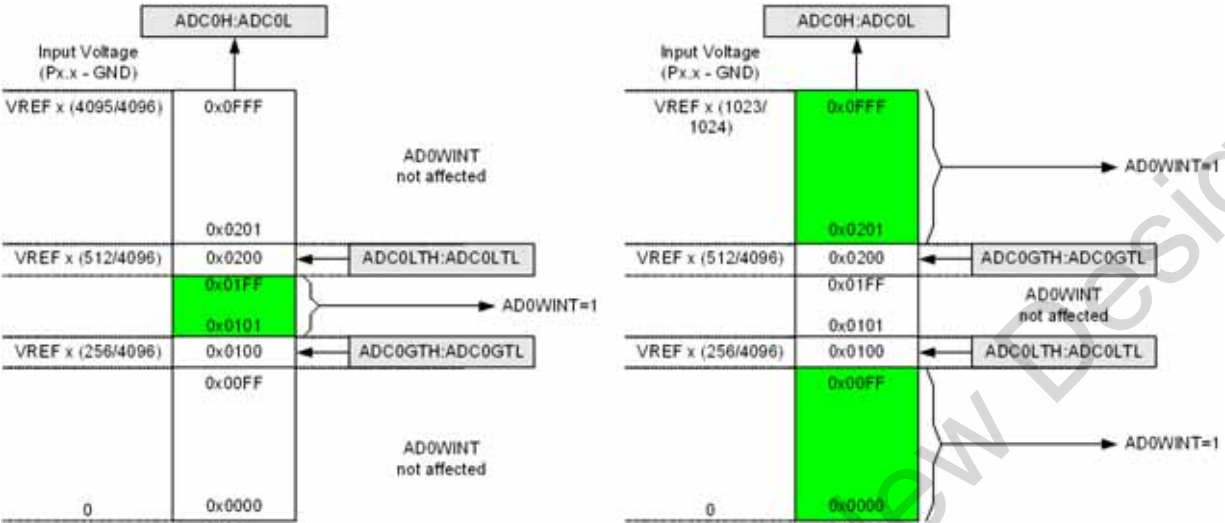 ADC0H:ADC0L
Input Voltage
(Px.x - GND)
VREF x (4095/4096)
0x0FFF
AD0WINT
not affected
0x0201
VREF x (512/4096)
0x0200
ADC0LTH:ADC0LTL
0x01FF
AD0WINT=1
0x0101
VREF x (256/4096)
0x0100
ADC0GTH:ADC0GTL
0x00FF
AD0WINT
not affected
0
0x0000
ADC0H:ADC0L
Input Voltage
(Px.x - GND)
VREF x (1023/
1024)
0x0FFF
AD0WINT=1
0x0201
VREF x (512/4096)
0x0200
ADC0GTH:ADC0GTL
0x01FF
AD0WINT
not affected
0x0101
VREF x (256/4096)
0x0100
ADC0LTH:ADC0LTL
0x00FF
AD0WINT=1
0
0x0000
ew Desig